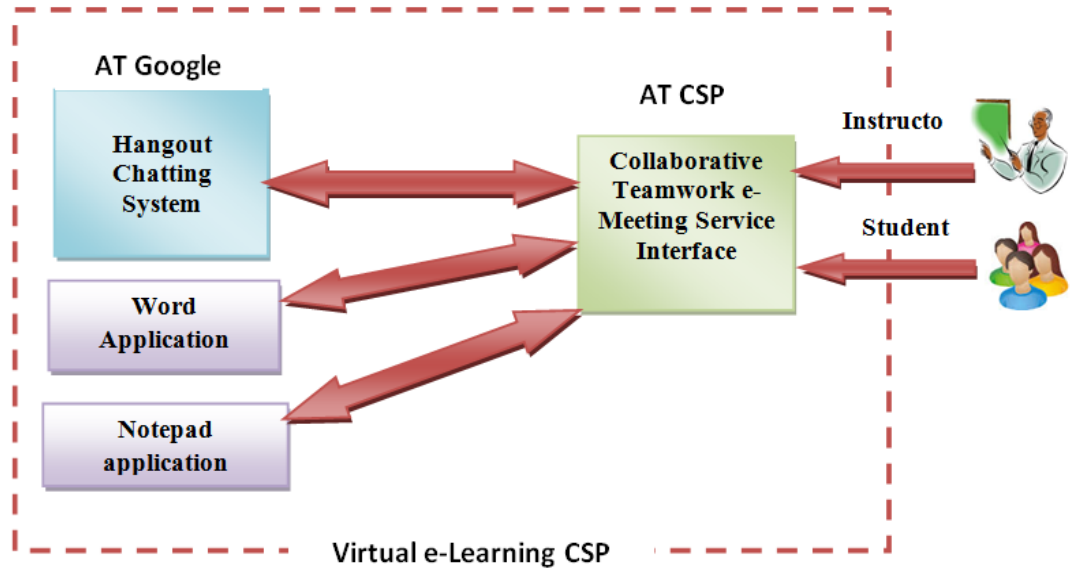 AT Google
Hangout
Chatting
System
Word
Application
Notepad
application
AT CSP
Collaborative
Teamwork e-
Meeting Service
Interface
Instructo
Student
Virtual e-Learning CSP